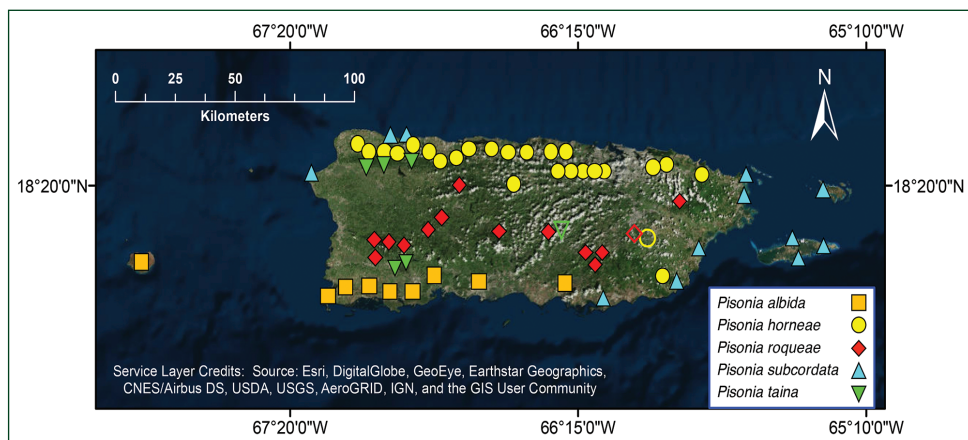 67°20'0"W 66°15'0"W 65°10'0"W
0 25 50 100
Kilometers
N
18°20'0"N 18°20'0"N
Pisonia albida
Pisonia horneae
Pisonia roqueae
Pisonia subcordata
Pisonia taina
Service Layer Credits: Source: Esri, DigitalGlobe, GeoEye, Earthstar Geographics,
CNES/Airbus DS, USDA, USGS, AeroGRID, IGN, and the GIS User Community
67°20'0"W 66°15'0"W 65°10'0"W